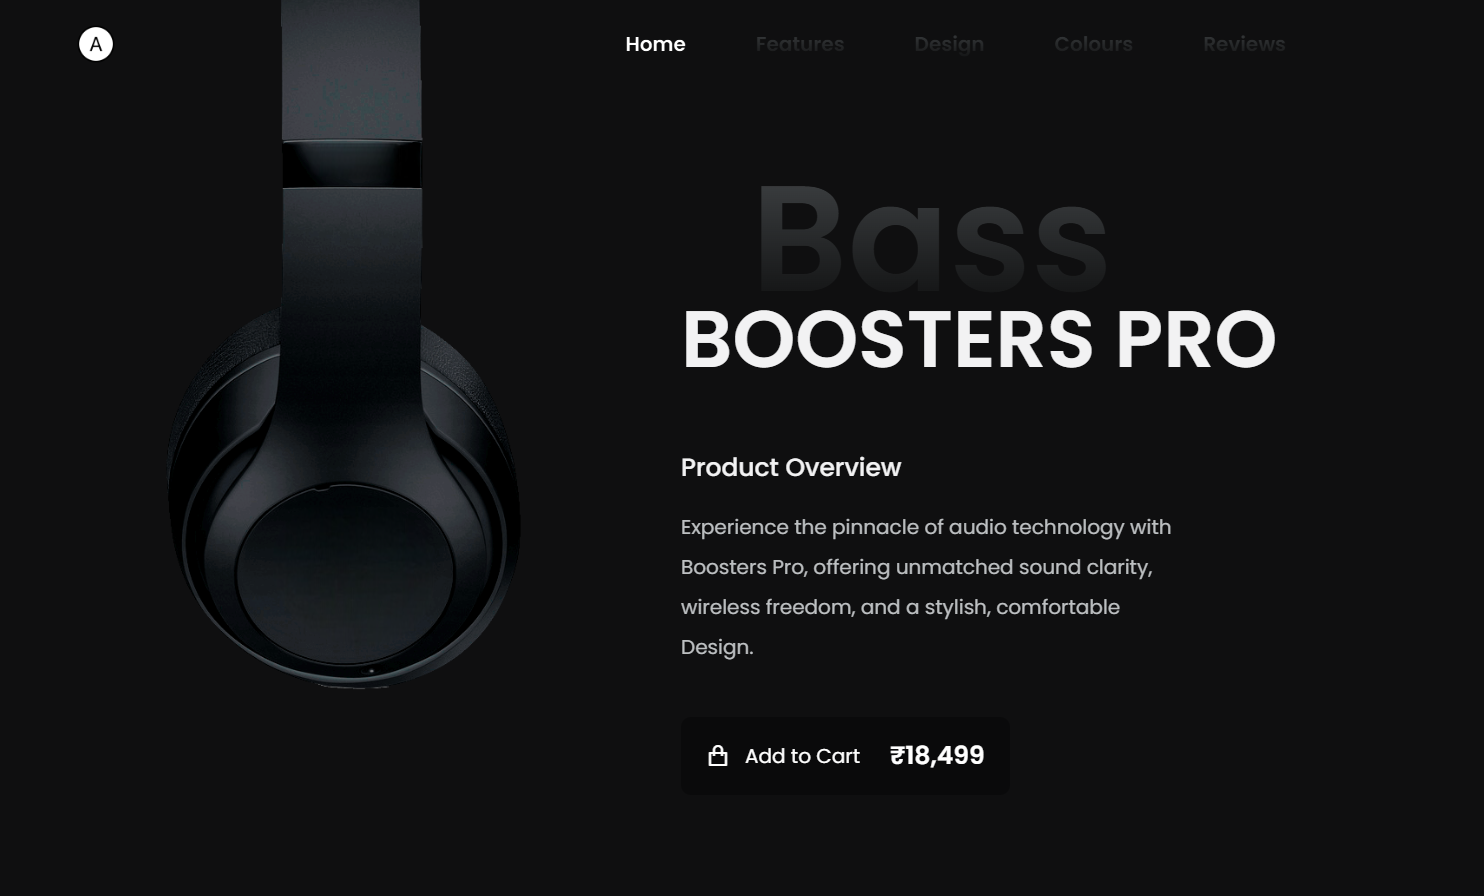 A
Home Features Design Colours Reviews
Bass
BOOSTERS PRO
Product Overview
Experience the pinnacle of audio technology with
Boosters Pro, offering unmatched sound clarity,
wireless freedom, and a stylish, comfortable
Design.
Add to Cart ₹18,499